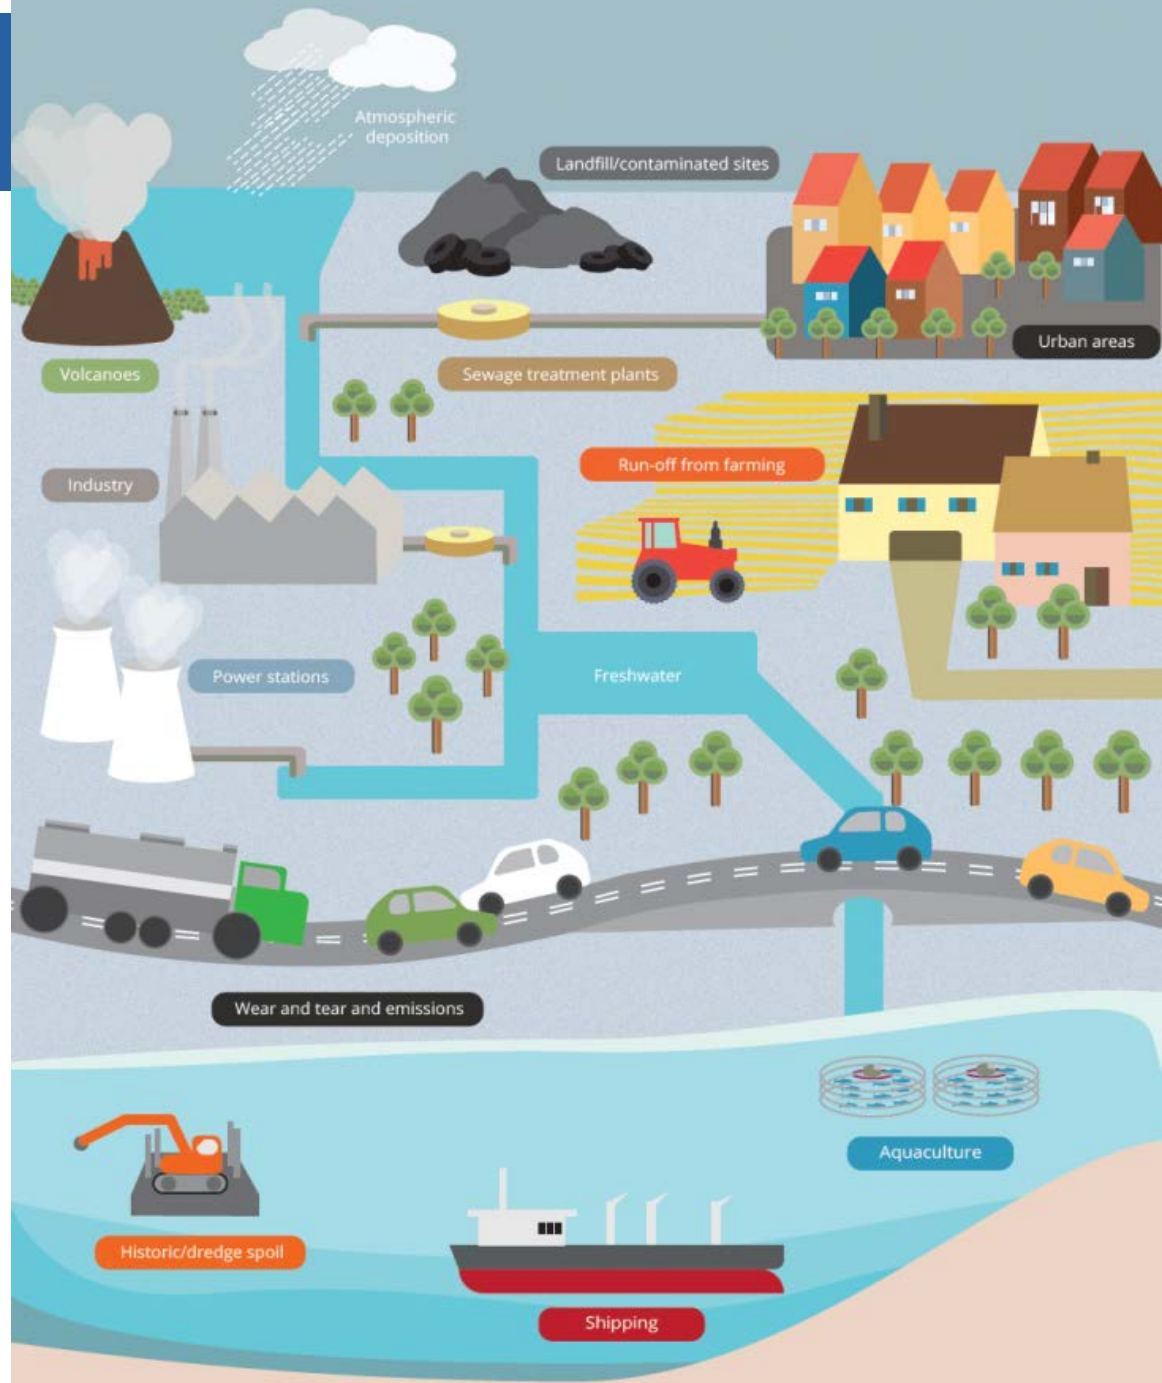 Atmospheric
deposition
Landfill/contaminated sites
Urban areas
Volcanoes
Sewage treatment plants
Run-off from farming
Industry
Power stations
Freshwater
Wear and tear and emissions
Aquaculture
Historic/dredge spoil
Shipping